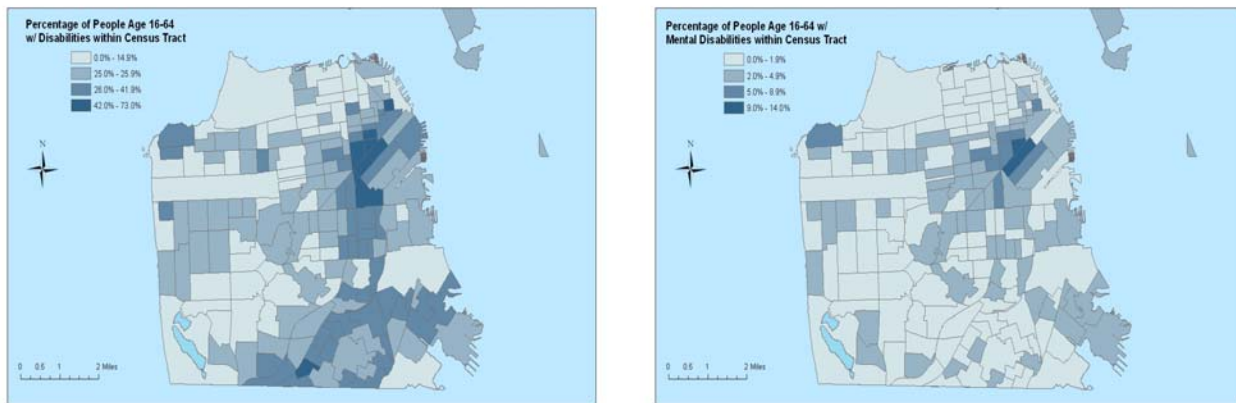 Percentage of People Age 16-64
w/ Disabilities within Census Tract
0.0% - 14.9%
25.0% - 25.9%
26.0% - 41.9%
42.0% - 73.0%
N
0 0.5 1 2 Miles
Percentage of People Age 16-64 w/
Mental Disabilities within Census Tract
0.0% - 1.9%
2.0% - 4.9%
5.0% - 8.9%
9.0% - 14.0%
N
0 0.5 1 2 Miles